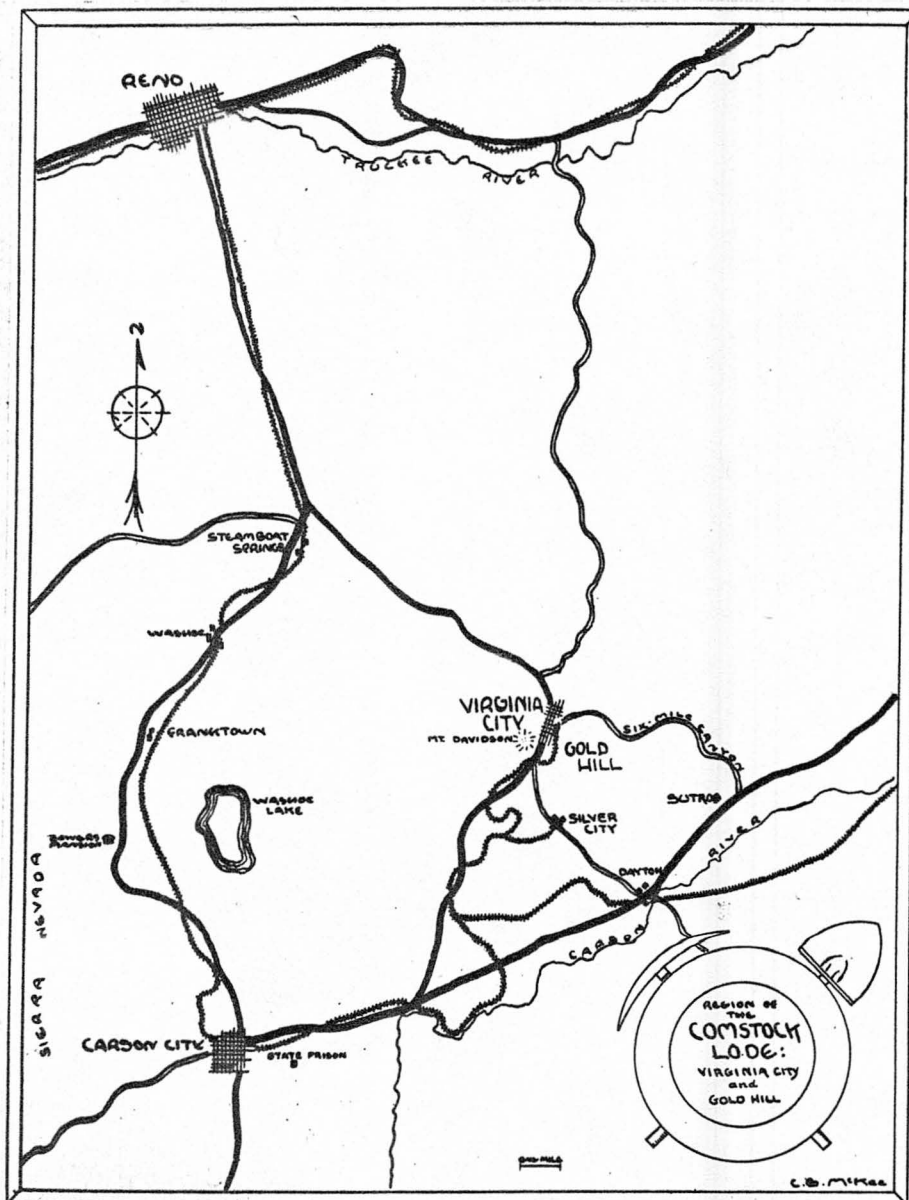 RENO
TRUCKEE RIVER
N
STEAMBOAT
SPRINGS
WASHOE
FRANKTOWN
VIRGINIA
CITY
MT. DAVIDSON
SIX-MILE CANYON
GOLD
HILL
WASHOE
LAKE
SUTRO
SILVER
CITY
BOWERS
MANSION
RIVER
DAYTON
SIERRA NEVADA
CARSON
CARSON CITY
STATE PRISON
REGION OF
THE
COMSTOCK
LODE:
VIRGINIA CITY
and
GOLD HILL
ONE MILE
C.B. McKee